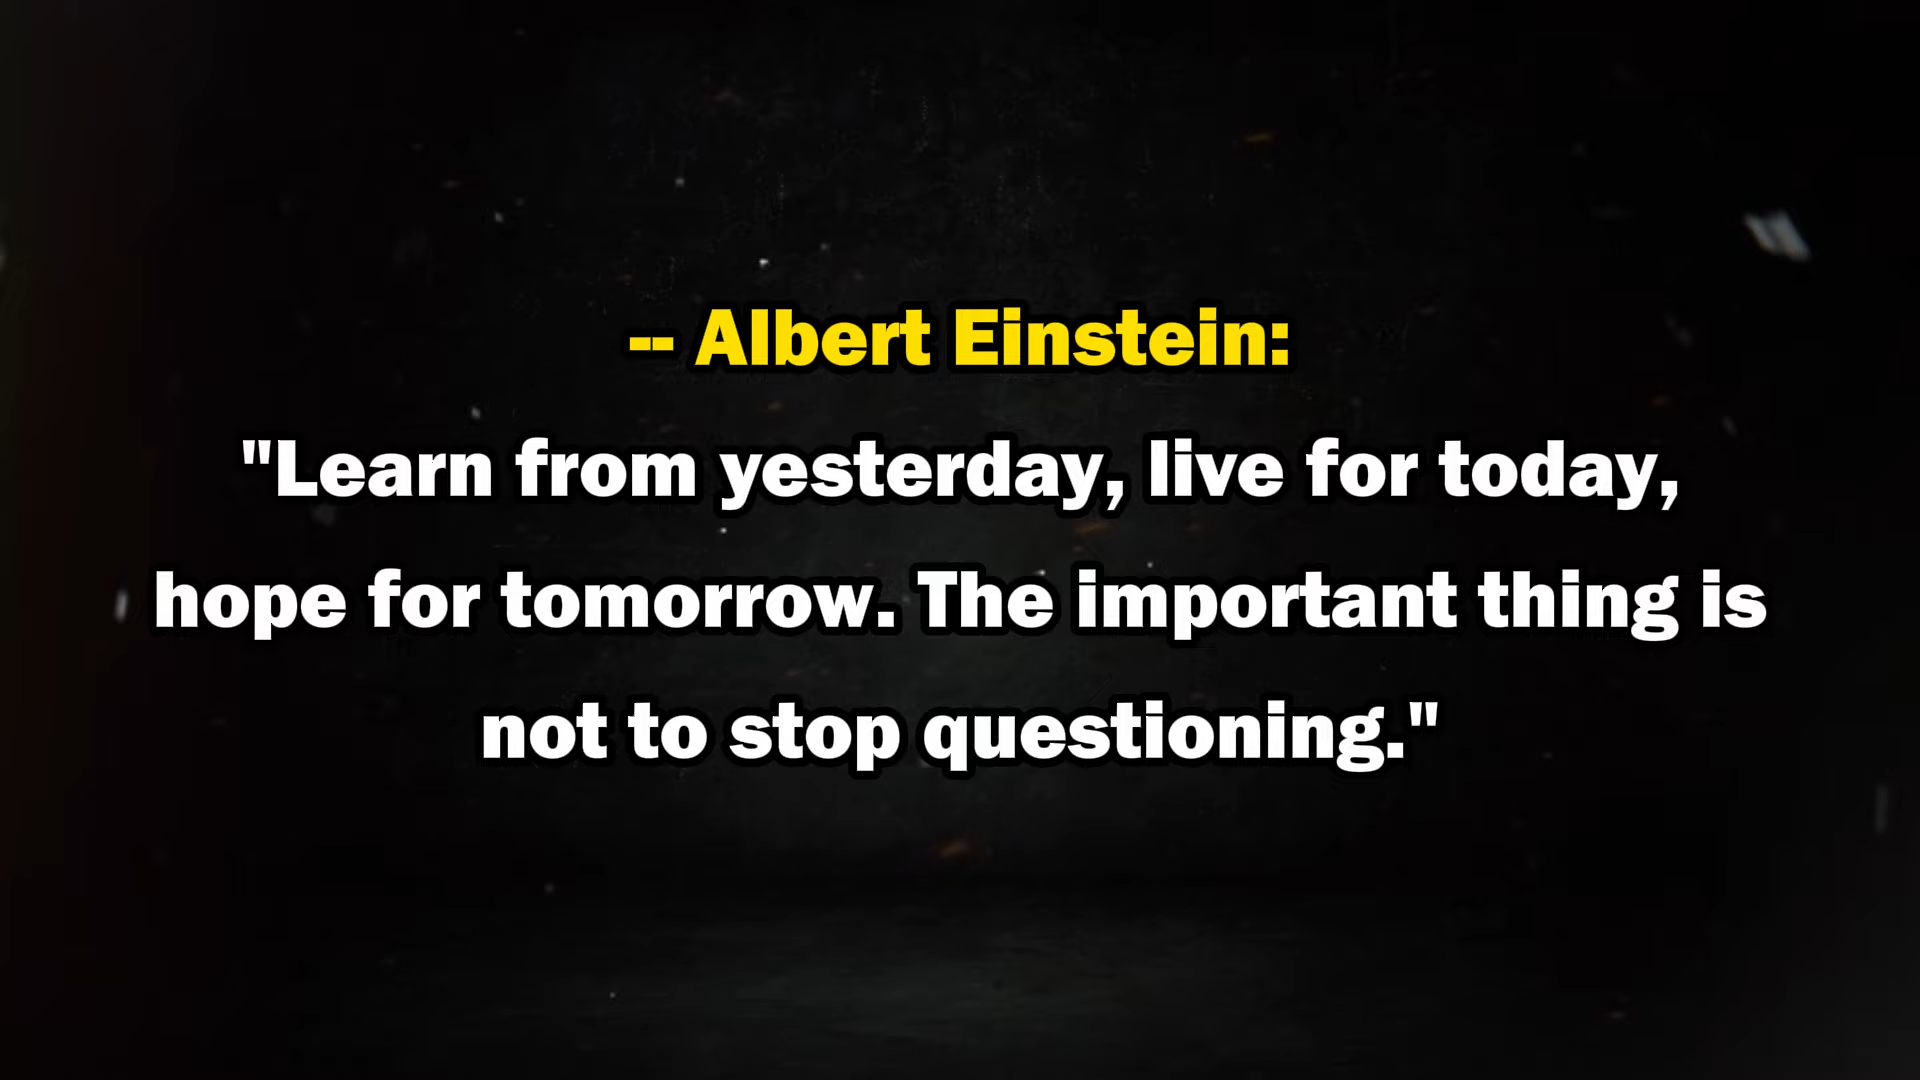 -- Albert Einstein:
"Learn from yesterday, live for today,
hope for tomorrow. The important thing is
not to stop questioning."